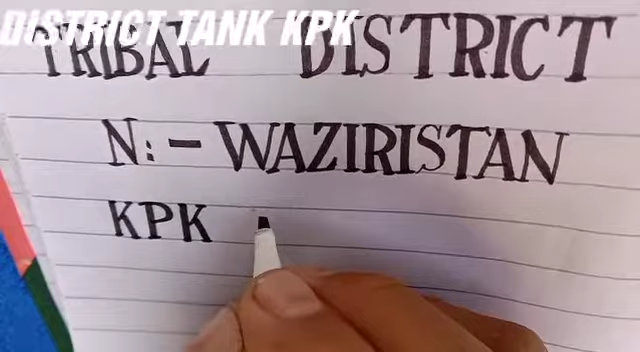 DISTRICT TANK KPK
TRIBAL DISTRICT
N:- WAZIRISTAN
KPK